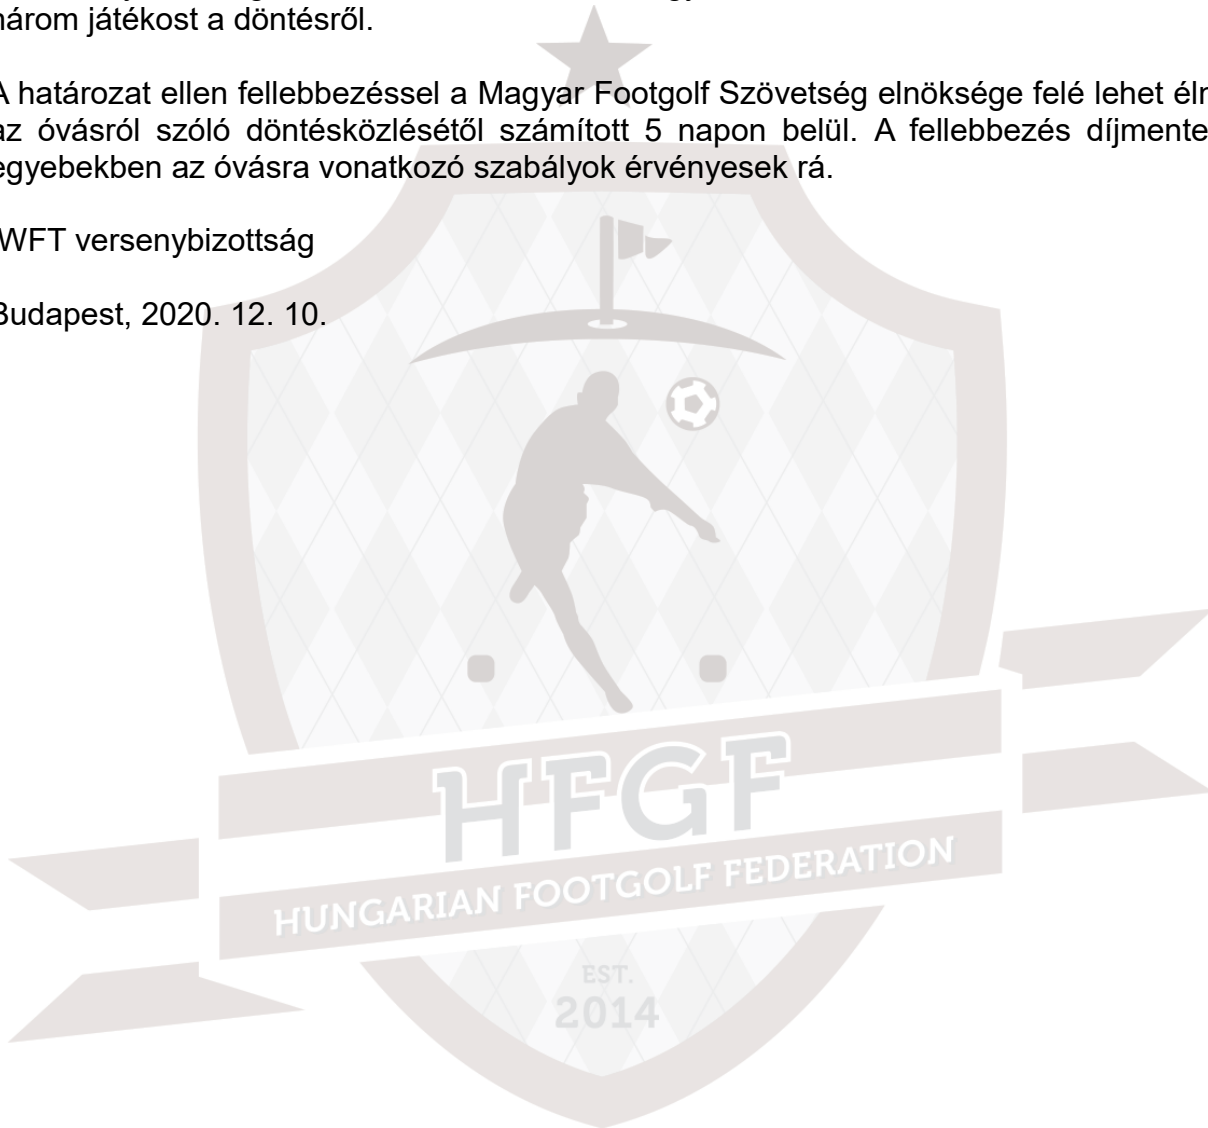 három játékost a döntésről.
A határozat ellen fellebbezéssel a Magyar Footgolf Szövetség elnöksége felé lehet éln
az óvásról szóló döntésközlésétől számított 5 napon belül. A fellebbezés díjmente
egyebekben az óvásra vonatkozó szabályok érvényesek rá.
WFT versenybizottság
Budapest, 2020. 12. 10.
HFGF
HUNGARIAN FOOTGOLF FEDERATION
EST.
2014